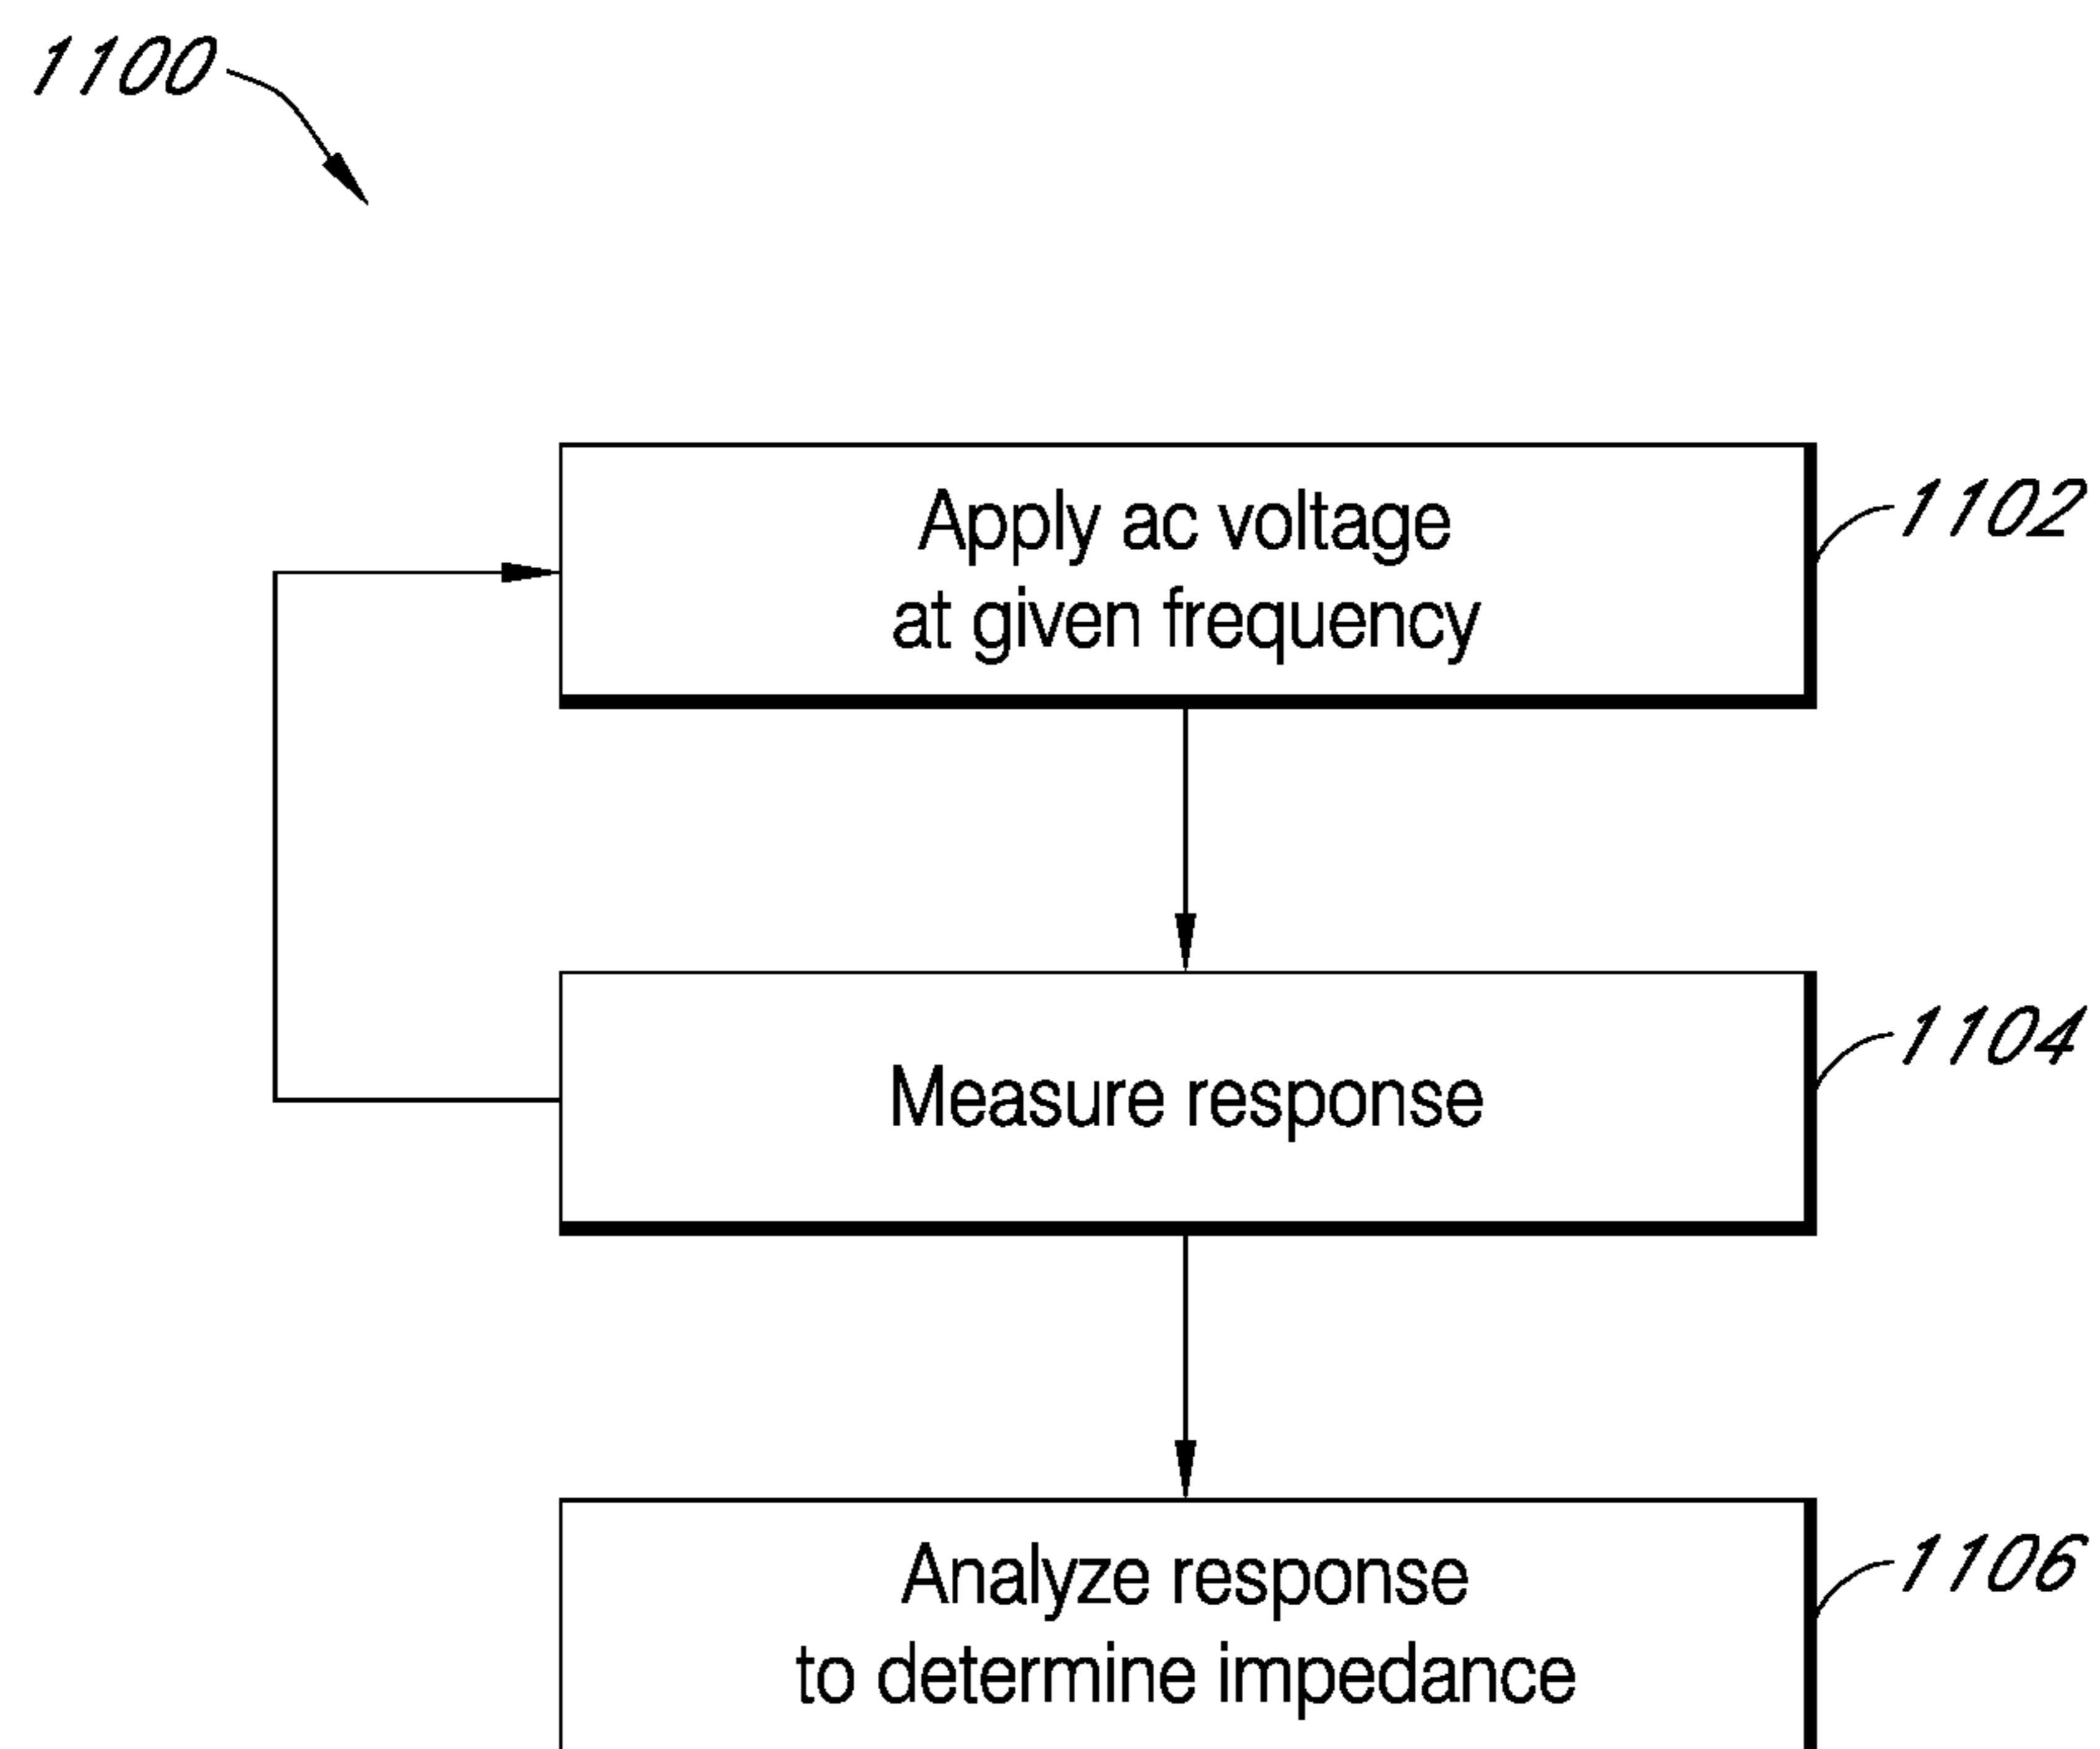 1100
Apply ac voltage
at given frequency
1102
Measure response
1104
Analyze response
to determine impedance
1106